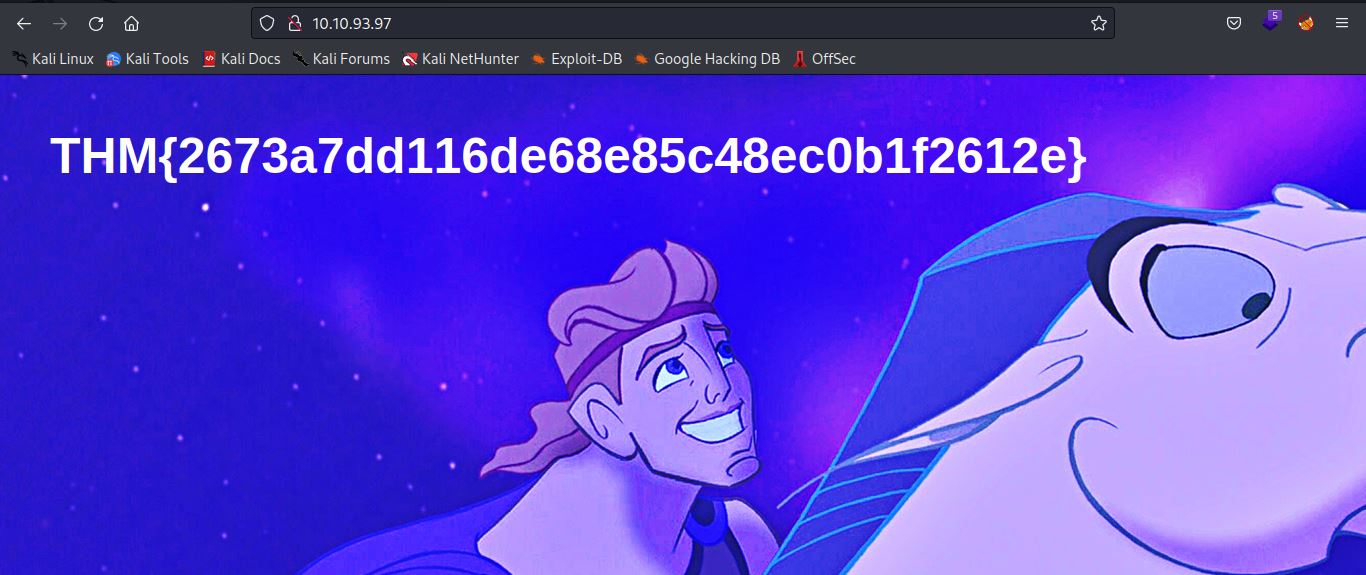 10.10.93.97
5
Kali Linux Kali Tools Kali Docs Kali Forums Kali NetHunter Exploit-DB Google Hacking DB OffSec
THM{2673a7dd116de68e85c48ec0b1f2612e}